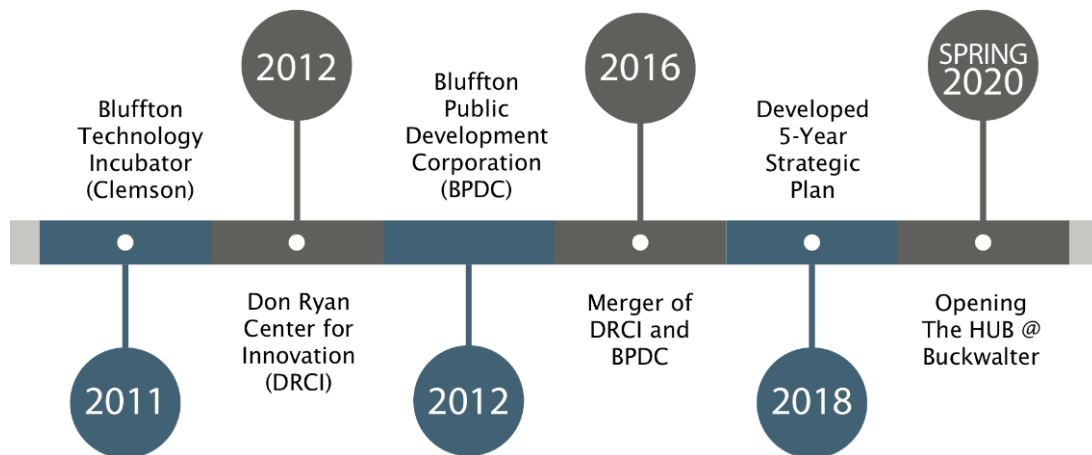 Bluffton
Technology
Incubator
(Clemson)
2011
2012
Don Ryan
Center for
Innovation
(DRCI)
Bluffton
Public
Development
Corporation
(BPDC)
2012
2016
Merger of
DRCI and
BPDC
Developed
5-Year
Strategic
Plan
2018
SPRING
2020
Opening
The HUB @
Buckwalter